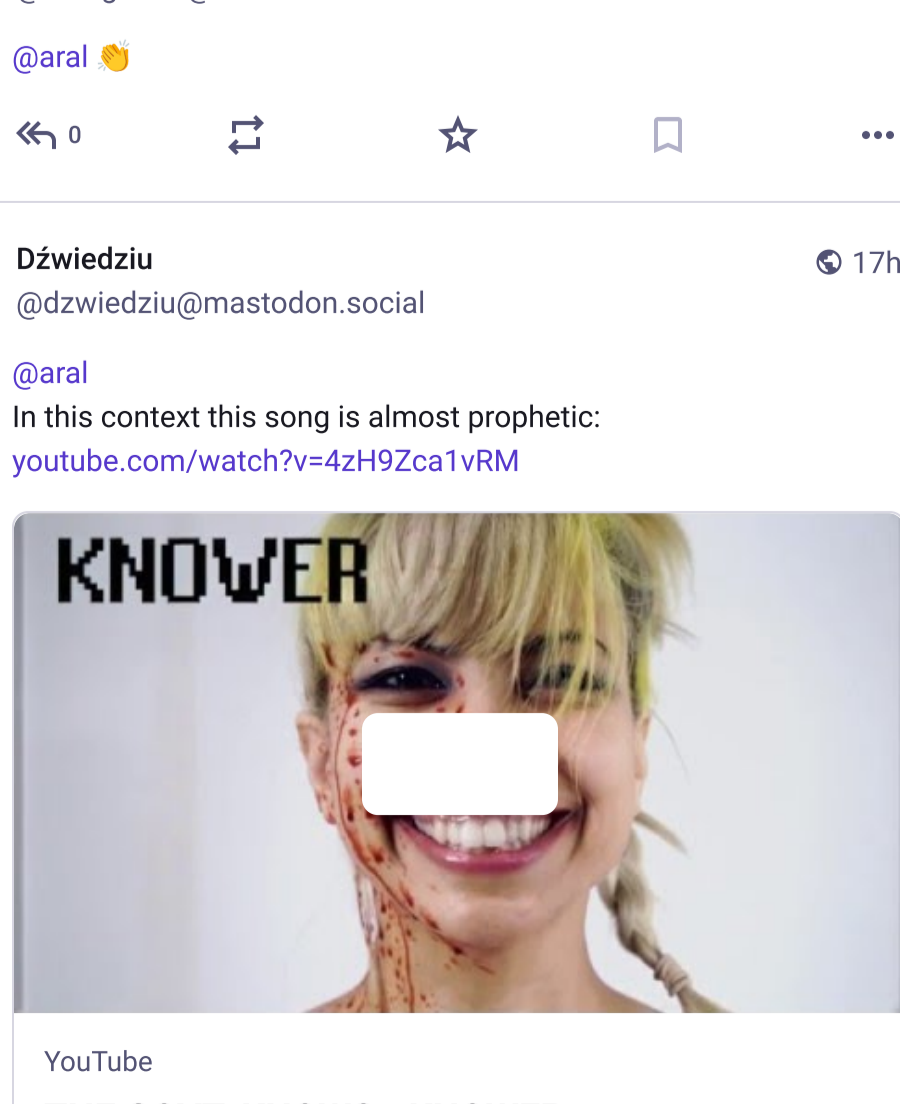 @aral 👏
0
Dźwiedziu
17h
@dzwiedziu@mastodon.social
@aral
In this context this song is almost prophetic:
youtube.com/watch?v=4zH9Zca1vRM
KNOWER
YouTube